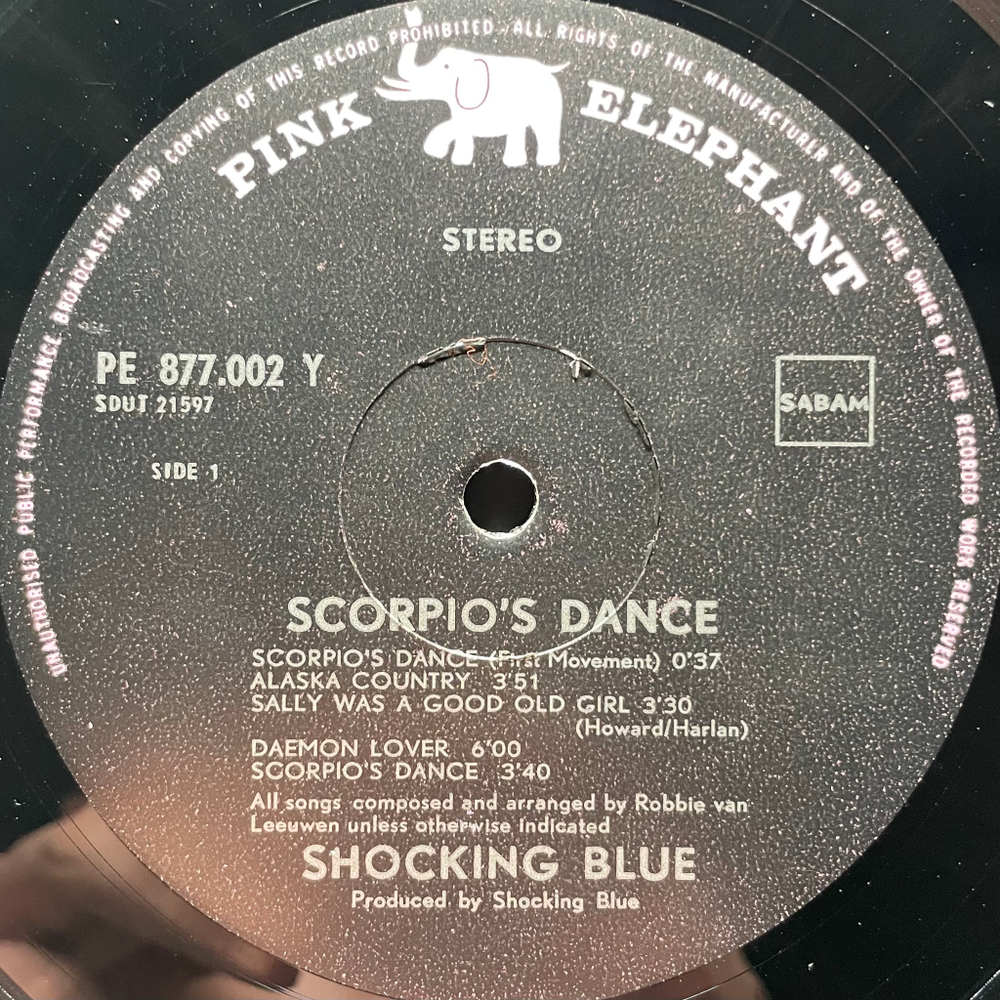 UNAUTHORISED PUBLIC PERFORMANCE BROADCASTING AND COPYING OF THIS RECORD PROHIBITED - ALL RIGHTS OF THE MANUFACTURER AND OF THE OWNER OF THE RECORDED WORK RESERVED
PINK ELEPHANT
STEREO
PE 877.002 Y
SDUT 21597
SABAM
SIDE 1
SCORPIO'S DANCE
SCORPIO'S DANCE (First Movement) 0'37
ALASKA COUNTRY 3'51
SALLY WAS A GOOD OLD GIRL 3'30
(Howard/Harlan)
DAEMON LOVER 6'00
SCORPIO'S DANCE 3'40
All songs composed and arranged by Robbie van
Leeuwen unless otherwise indicated
SHOCKING BLUE
Produced by Shocking Blue